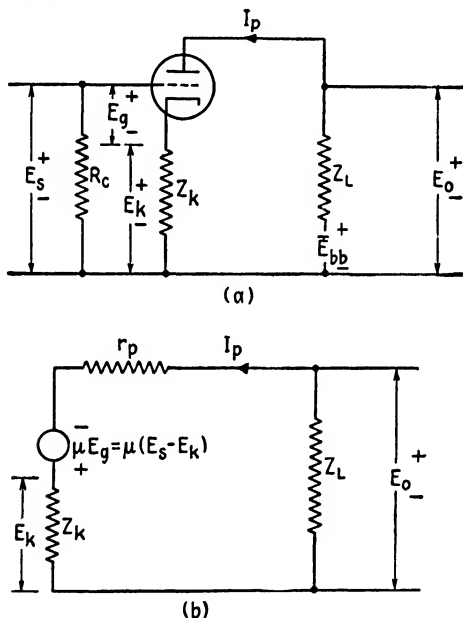 I_p
+
E_g
-
+
E_s
-
R_c
+
E_k
-
Z_k
Z_L
+
E_bb
-
+
E_o
-
(a)
r_p
I_p
-
μE_g=μ(E_s-E_k)
+
E_k
Z_k
Z_L
+
E_o
-
(b)